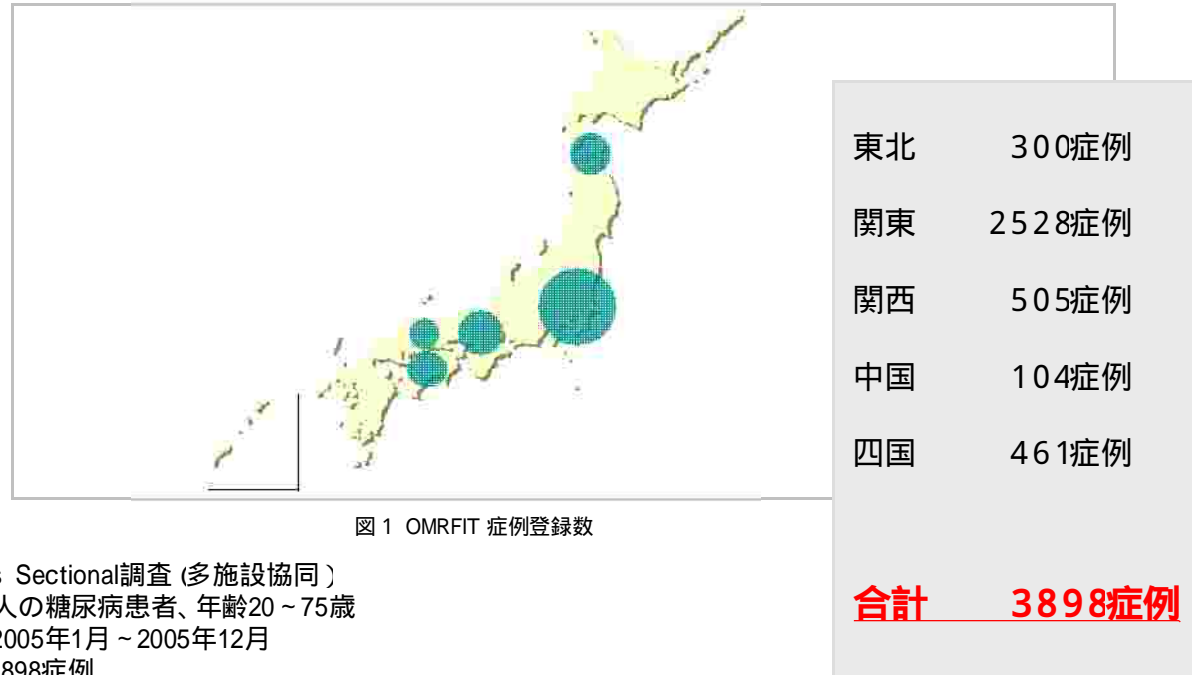 東北 300症例
関東 2528症例
関西 505症例
中国 104症例
四国 461症例
合計 3898症例
図1 OMRFIT 症例登録数
s Sectional調査(多施設協同)
人の糖尿病患者、年齢20~75歳
2005年1月~2005年12月
898症例